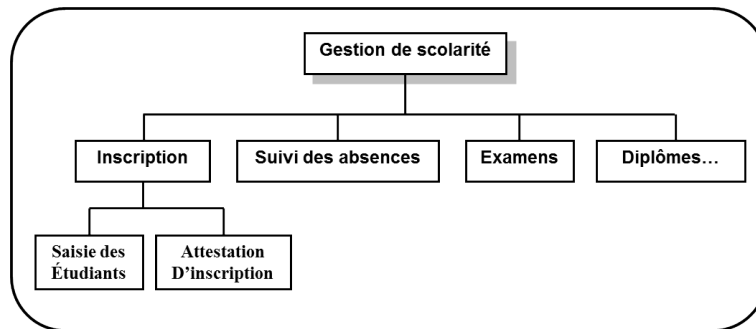 Gestion de scolarité
Inscription
Suivi des absences
Examens
Diplômes…
Saisie des
Étudiants
Attestation
D’inscription